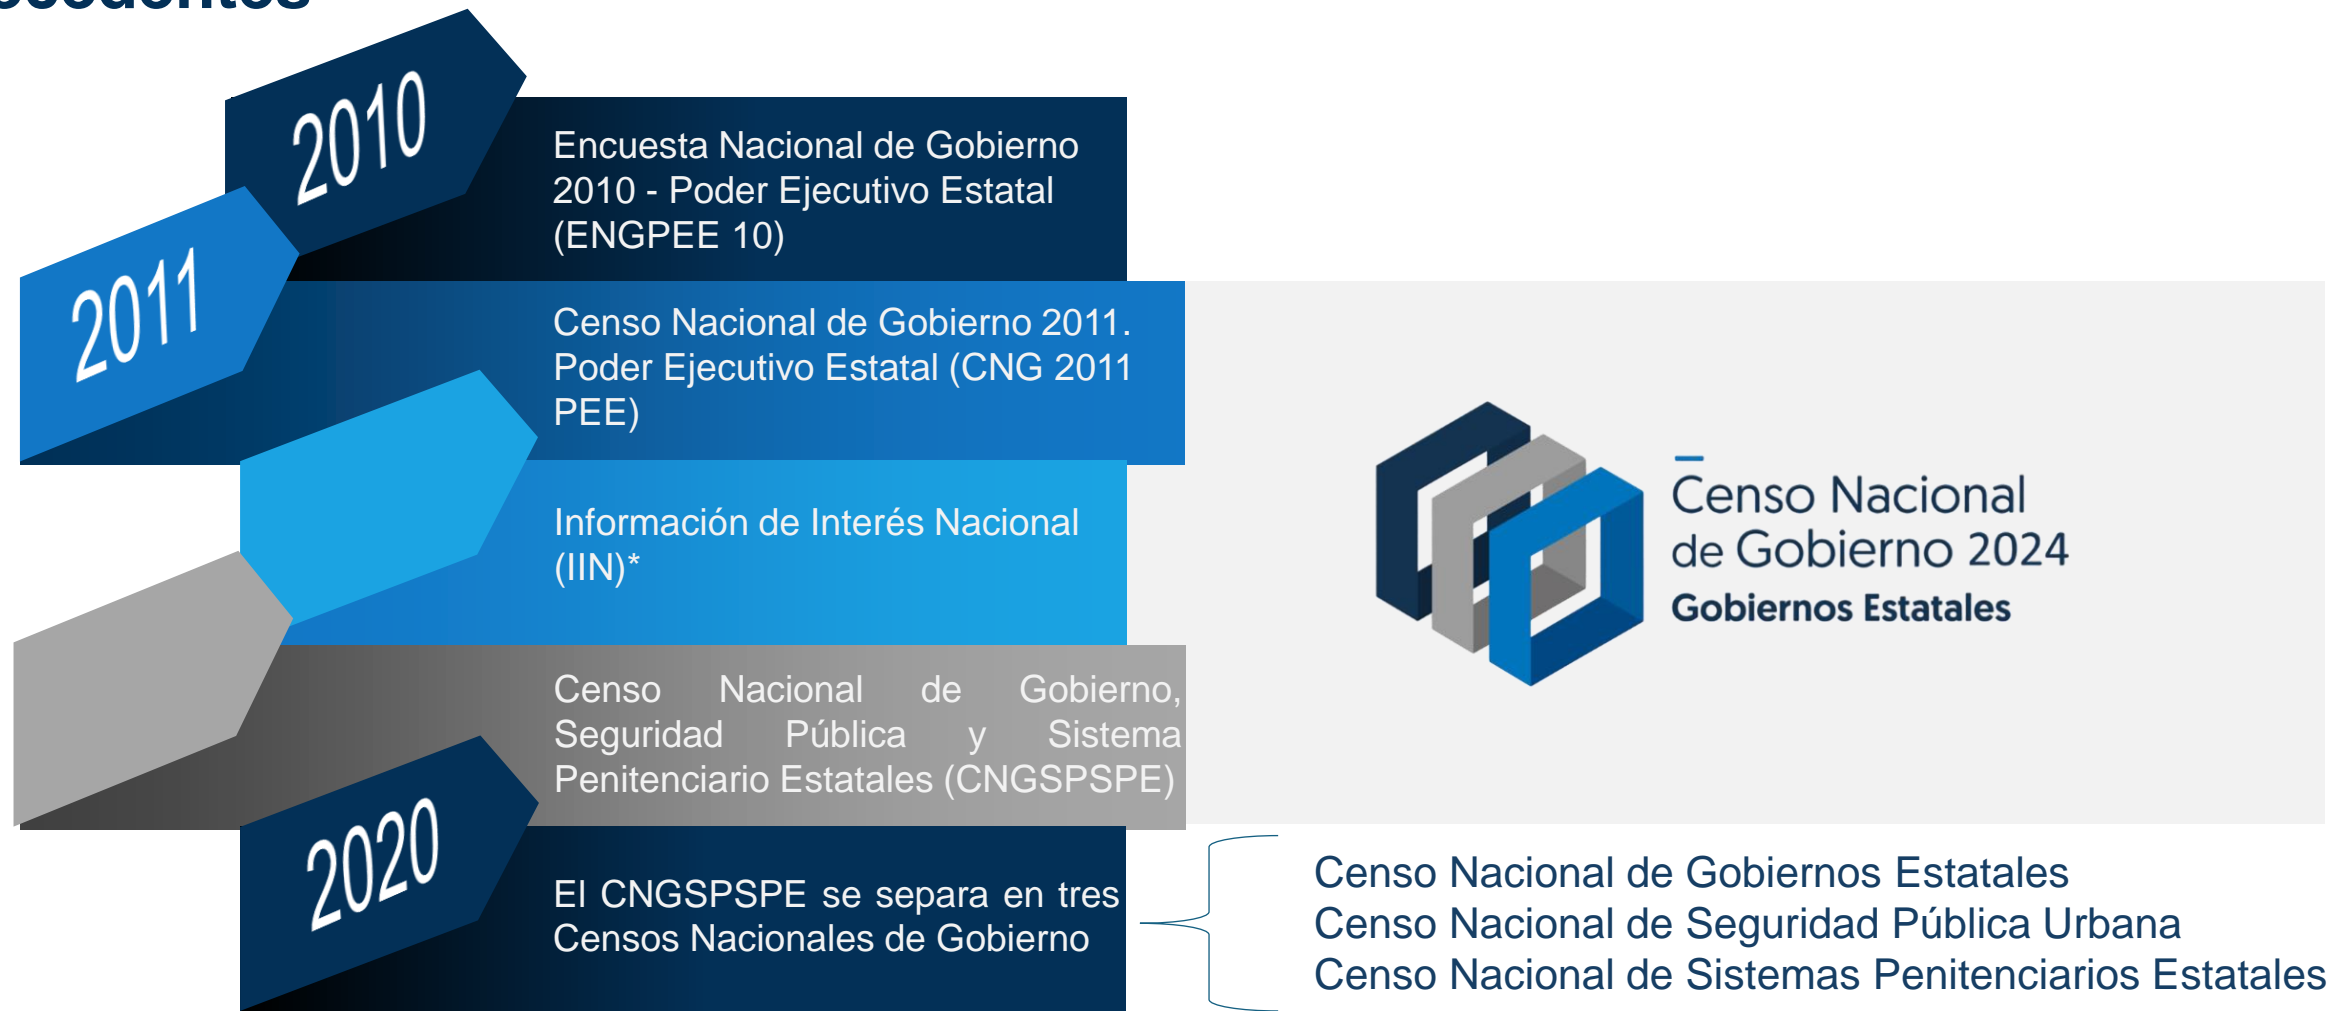 2010
Encuesta Nacional de Gobierno
2010 - Poder Ejecutivo Estatal
(ENGPEE 10)
2011
Censo Nacional de Gobierno 2011.
Poder Ejecutivo Estatal (CNG 2011
PEE)
Información de Interés Nacional
(IIN)*
Censo Nacional de Gobierno,
Seguridad Pública y Sistema
Penitenciario Estatales (CNGSPSPE)
Censo Nacional
de Gobierno 2024
Gobiernos Estatales
2020
El CNGSPSPE se separa en tres
Censos Nacionales de Gobierno
Censo Nacional de Gobiernos Estatales
Censo Nacional de Seguridad Pública Urbana
Censo Nacional de Sistemas Penitenciarios Estatales